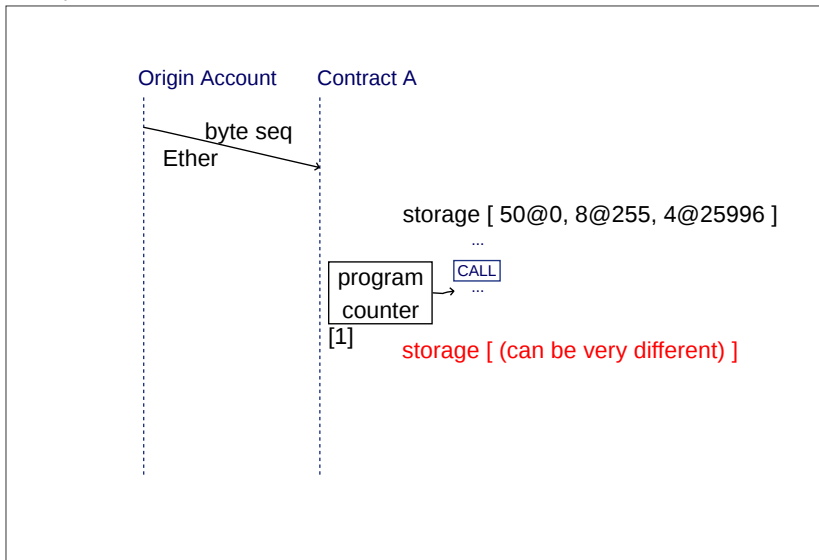 Origin Account
Contract A
byte seq
Ether
storage [ 50@0, 8@255, 4@25996 ]
...
CALL
...
program
counter
[1]
storage [ (can be very different) ]